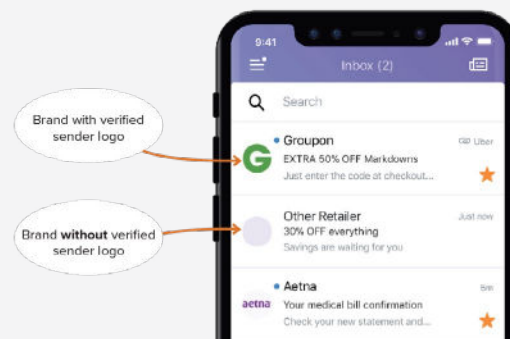 9:41
Inbox (2)
Search
Brand with verified
sender logo
G
Groupon
Uber
EXTRA 50% OFF Markdowns
Just enter the code at checkout...
Brand without verified
sender logo
Other Retailer
Just now
30% OFF everything
Savings are waiting for you
aetna
Aetna
6m
Your medical bill confirmation
Check your new statement and...